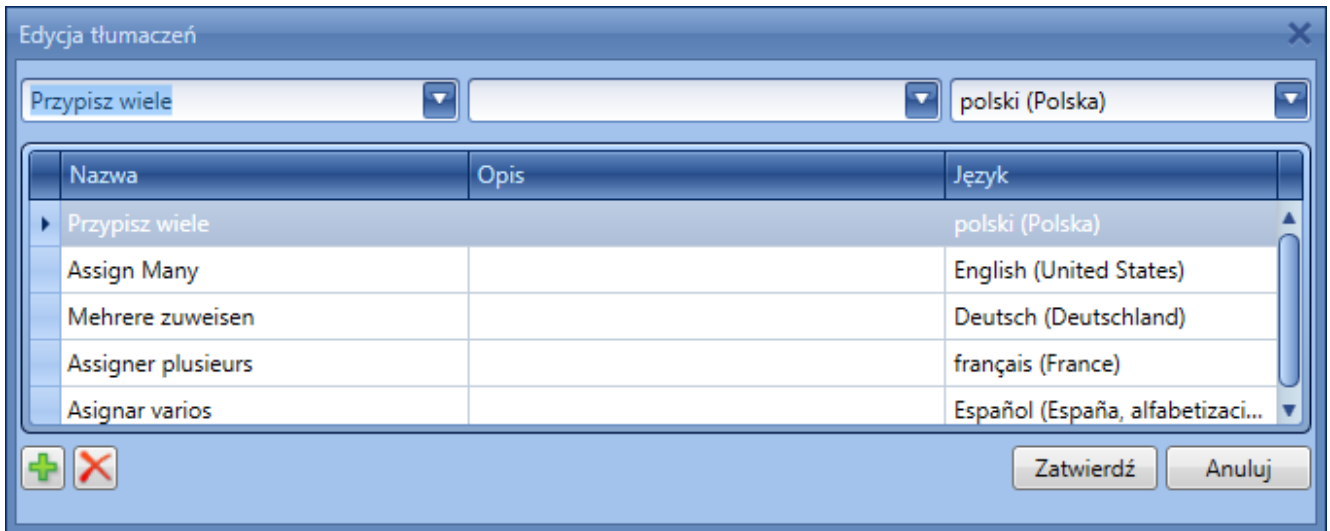 Edycja tłumaczeń
Przypisz wiele polski (Polska)
Nazwa Opis Język
Przypisz wiele polski (Polska)
Assign Many English (United States)
Mehrere zuweisen Deutsch (Deutschland)
Assigner plusieurs français (France)
Asignar varios Español (España, alfabetizaci...
Zatwierdź Anuluj